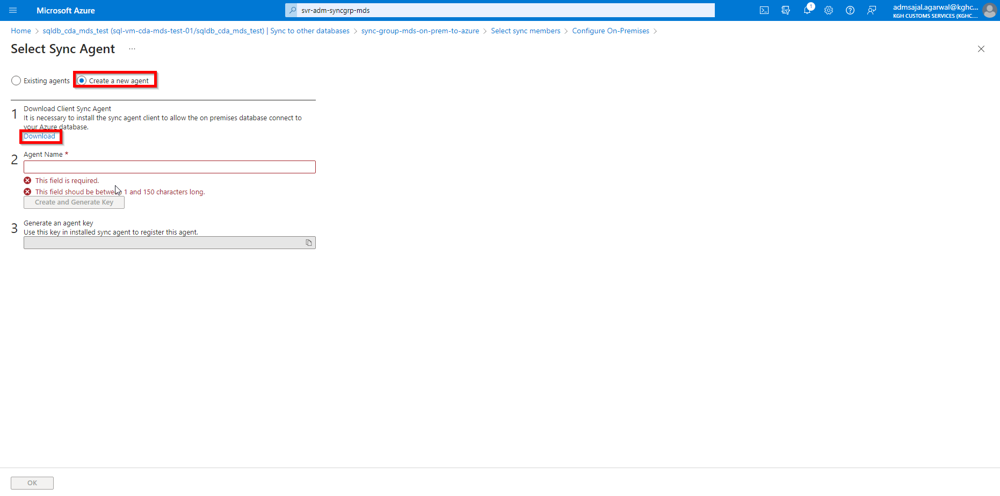 Microsoft Azure
svr-adm-syncgrp-mds
1
admsajal.agarwal@kghc...
KGH CUSTOMS SERVICES (KGHC....
Home > sqldb_cda_mds_test (sql-vm-cda-mds-test-01/sqldb_cda_mds_test) | Sync to other databases > sync-group-mds-on-prem-to-azure > Select sync members > Configure On-Premises >
Select Sync Agent ...
Existing agents
Create a new agent
1
Download Client Sync Agent
It is necessary to install the sync agent client to allow the on premises database connect to
your Azure database.
Download
2
Agent Name *
This field is required.
This field shoud be between 1 and 150 characters long.
Create and Generate Key
3
Generate an agent key
Use this key in installed sync agent to register this agent.
OK